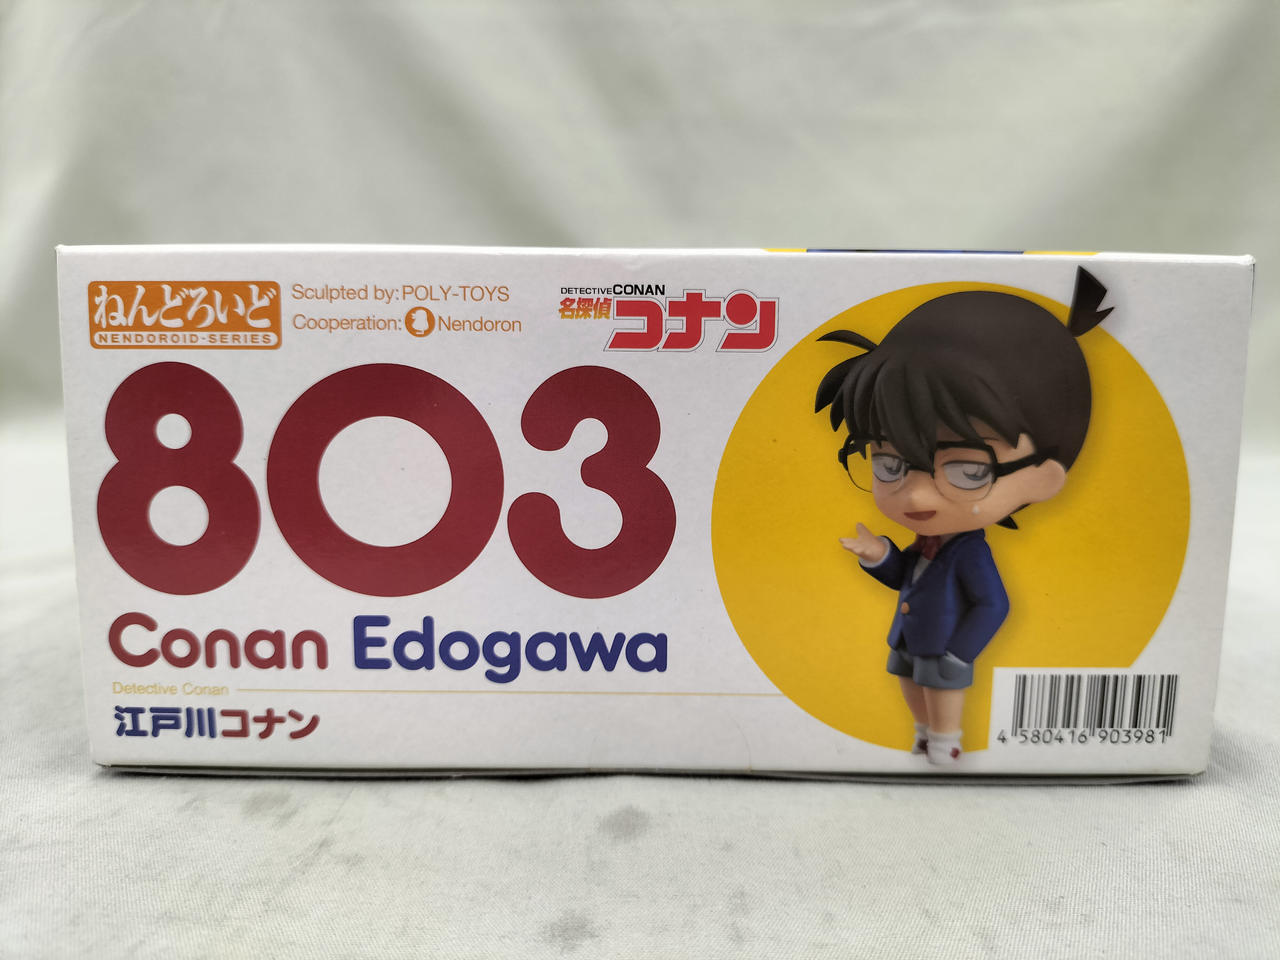 ねんどろいど
NENDOROID-SERIES
Sculpted by: POLY-TOYS
Cooperation: Nendoron
DETECTIVE CONAN
名探偵コナン
803
Conan Edogawa
Detective Conan
江戸川コナン
4 580416 903981